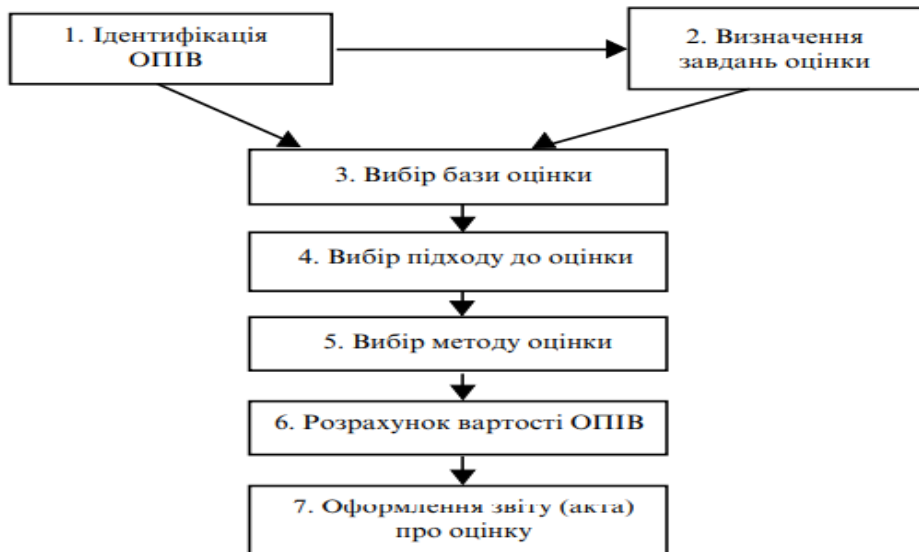 1. Ідентифікація
ОПІВ
2. Визначення
завдань оцінки
3. Вибір бази оцінки
4. Вибір підходу до оцінки
5. Вибір методу оцінки
6. Розрахунок вартості ОПІВ
7. Оформлення звіту (акта)
про оцінку